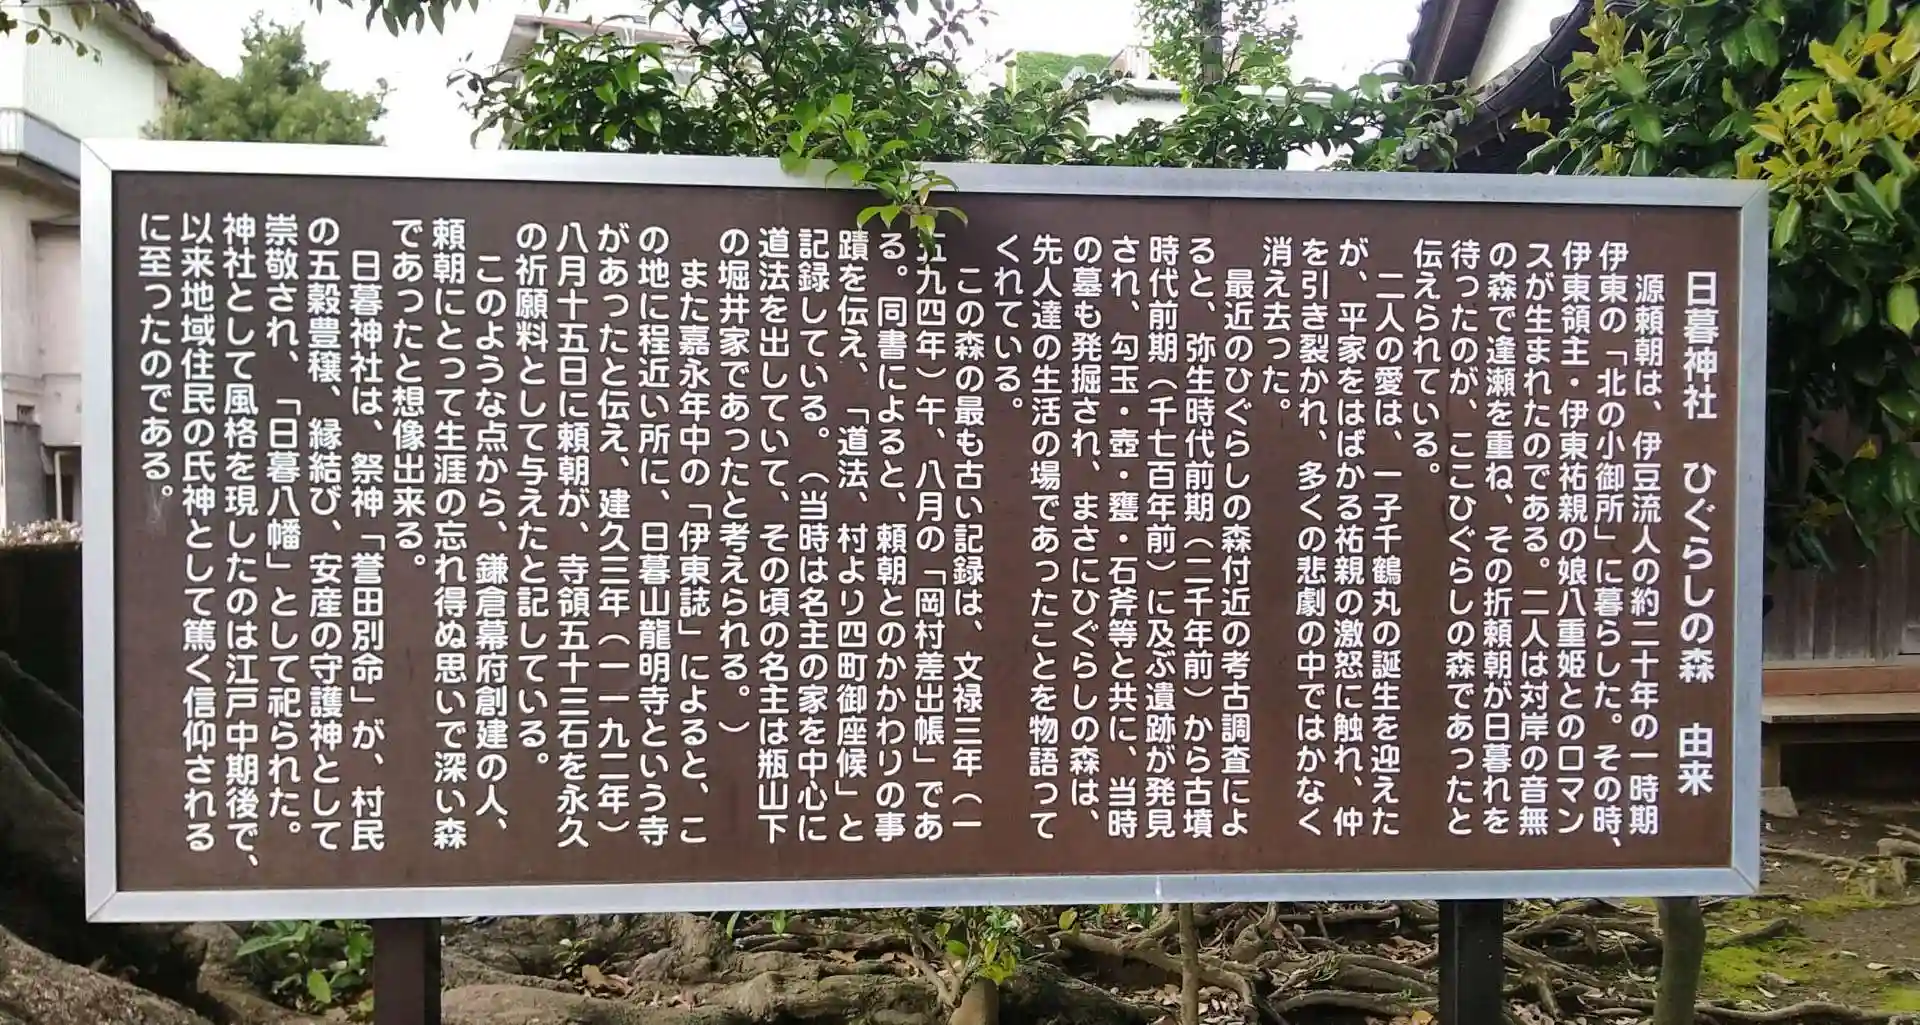 日暮神社　ひぐらしの森　由来
源頼朝は、伊豆流人の約二十年の一時期
伊東の「北の小御所」に暮らした。その時、
伊東領主・伊東祐親の娘八重姫とのロマン
スが生まれたのである。二人は対岸の音無
の森で逢瀬を重ね、その折頼朝が日暮れを
待ったのが、ここひぐらしの森であったと
伝えられている。
二人の愛は、一子千鶴丸の誕生を迎えた
が、平家をはばかる祐親の激怒に触れ、仲
を引き裂かれ、多くの悲劇の中ではかなく
消え去った。
最近のひぐらしの森付近の考古調査によ
ると、弥生時代前期（二千年前）から古墳
時代前期（千七百年前）に及ぶ遺跡が発見
され、勾玉・壺・甕・石斧等と共に、当時
の墓も発掘され、まさにひぐらしの森は、
先人達の生活の場であったことを物語って
くれている。
この森の最も古い記録は、文禄三年（一
五九四年）午、八月の「岡村差出帳」であ
る。同書によると、頼朝とのかかわりの事
蹟を伝え、「道法、村より四町御座候」と
記録している。（当時は名主の家を中心に
道法を出していて、その頃の名主は瓶山下
の堀井家であったと考えられる。）
また嘉永年中の「伊東誌」によると、こ
の地に程近い所に、日暮山龍明寺という寺
があったと伝え、建久三年（一一九二年）
八月十五日に頼朝が、寺領五十三石を永久
の祈願料として与えたと記している。
このような点から、鎌倉幕府創建の人、
頼朝にとって生涯の忘れ得ぬ思いで深い森
であったと想像出来る。
日暮神社は、祭神「誉田別命」が、村民
の五穀豊穣、縁結び、安産の守護神として
崇敬され、「日暮八幡」として祀られた。
神社として風格を現したのは江戸中期後で、
以来地域住民の氏神として篤く信仰される
に至ったのである。